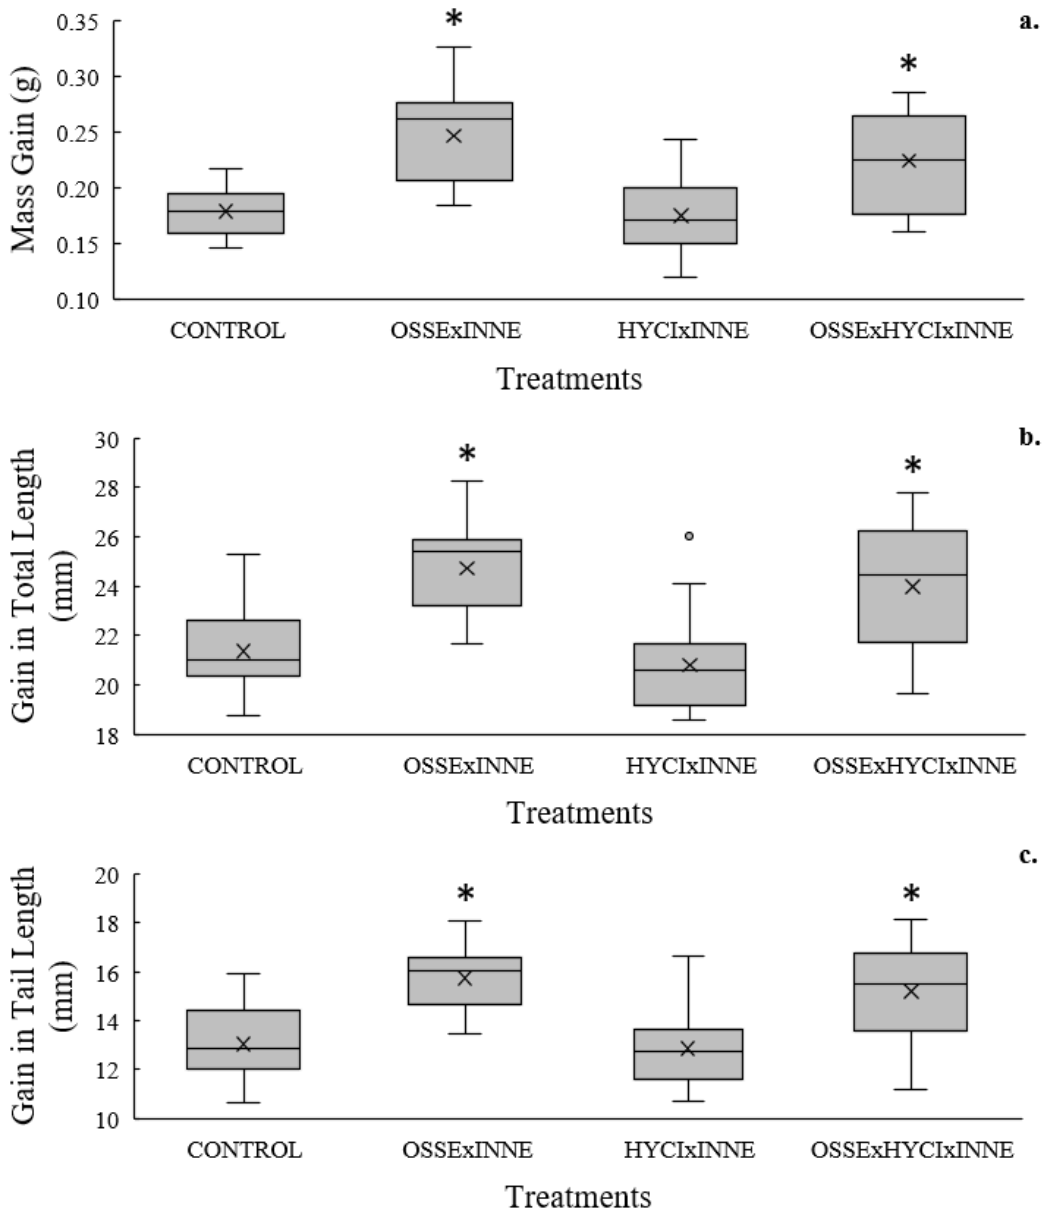 a.
Mass Gain (g)
0.35
0.30
0.25
0.20
0.15
0.10
*
*
CONTROL OSSExINNE HYCIxINNE OSSExHYCIxINNE
Treatments
b.
Gain in Total Length
(mm)
30
28
26
24
22
20
18
*
*
CONTROL OSSExINNE HYCIxINNE OSSExHYCIxINNE
Treatments
c.
Gain in Tail Length
(mm)
20
18
16
14
12
10
*
*
CONTROL OSSExINNE HYCIxINNE OSSExHYCIxINNE
Treatments